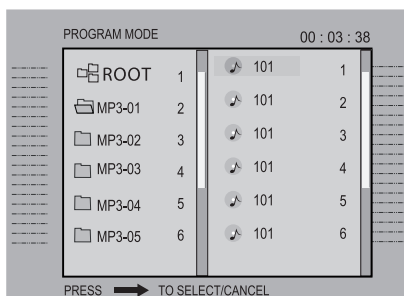 PROGRAM MODE 00 : 03 : 38
ROOT 1
MP3-01 2
MP3-02 3
MP3-03 4
MP3-04 5
MP3-05 6
101 1
101 2
101 3
101 4
101 5
101 6
PRESS TO SELECT/CANCEL